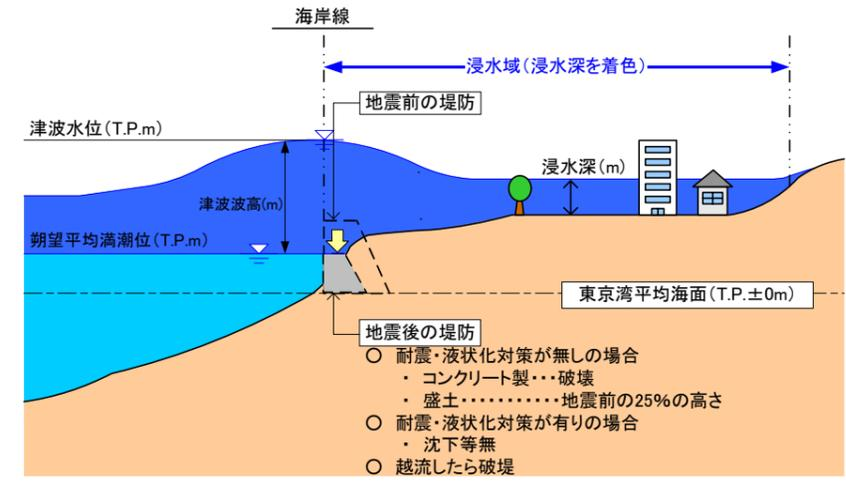 海岸線
浸水域（浸水深を着色）
地震前の堤防
津波水位（T.P.m）
浸水深（m）
津波波高（m）
朔望平均満潮位（T.P.m）
東京湾平均海面（T.P.±0m）
地震後の堤防
○ 耐震・液状化対策が無しの場合
・ コンクリート製・・・破壊
・ 盛土・・・・・・・・・・・地震前の25%の高さ
○ 耐震・液状化対策が有りの場合
・ 沈下等無
○ 越流したら破堤